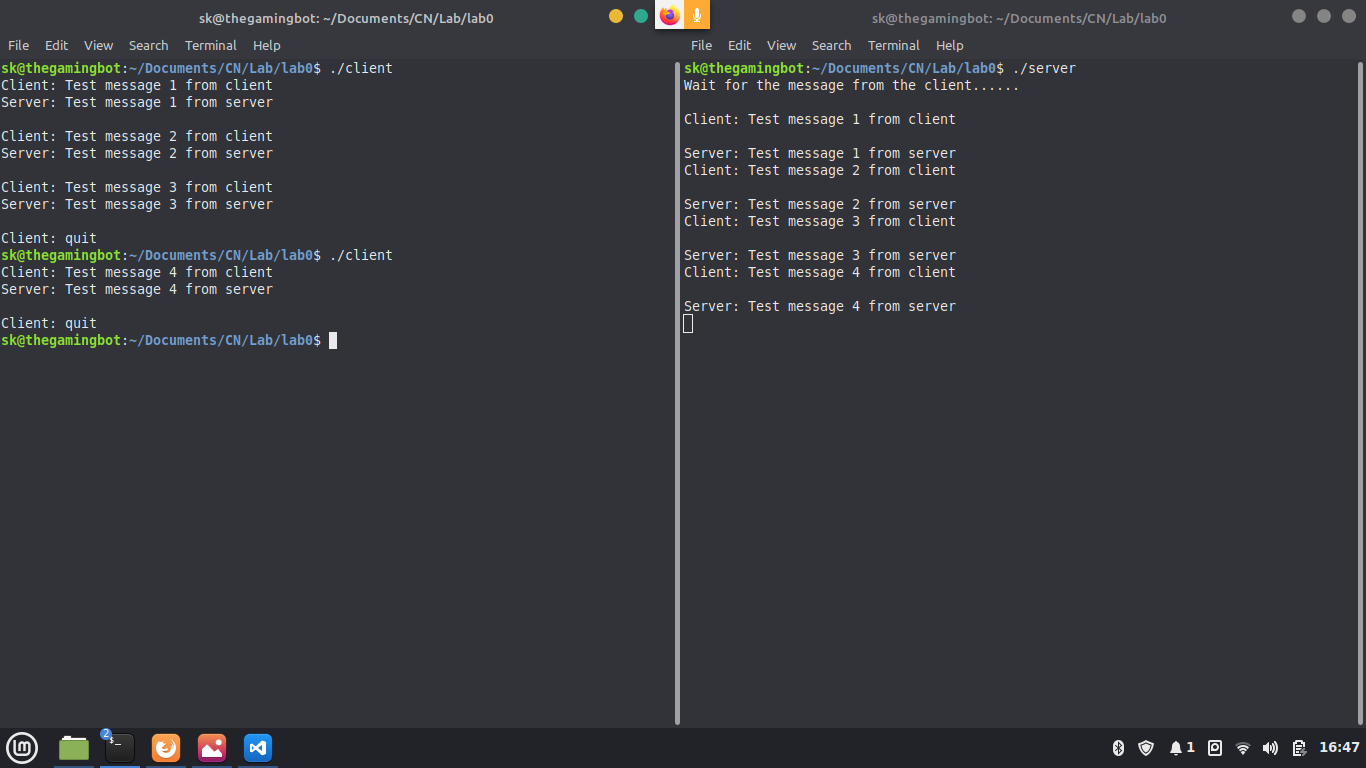 sk@thegamingbot: ~/Documents/CN/Lab/lab0
File Edit View Search Terminal Help
sk@thegamingbot:~/Documents/CN/Lab/lab0$ ./client
Client: Test message 1 from client
Server: Test message 1 from server
Client: Test message 2 from client
Server: Test message 2 from server
Client: Test message 3 from client
Server: Test message 3 from server
Client: quit
sk@thegamingbot:~/Documents/CN/Lab/lab0$ ./client
Client: Test message 4 from client
Server: Test message 4 from server
Client: quit
sk@thegamingbot:~/Documents/CN/Lab/lab0$
sk@thegamingbot: ~/Documents/CN/Lab/lab0
File Edit View Search Terminal Help
sk@thegamingbot:~/Documents/CN/Lab/lab0$ ./server
Wait for the message from the client......
Client: Test message 1 from client
Server: Test message 1 from server
Client: Test message 2 from client
Server: Test message 2 from server
Client: Test message 3 from client
Server: Test message 3 from server
Client: Test message 4 from client
Server: Test message 4 from server
2
$_
1
16:47